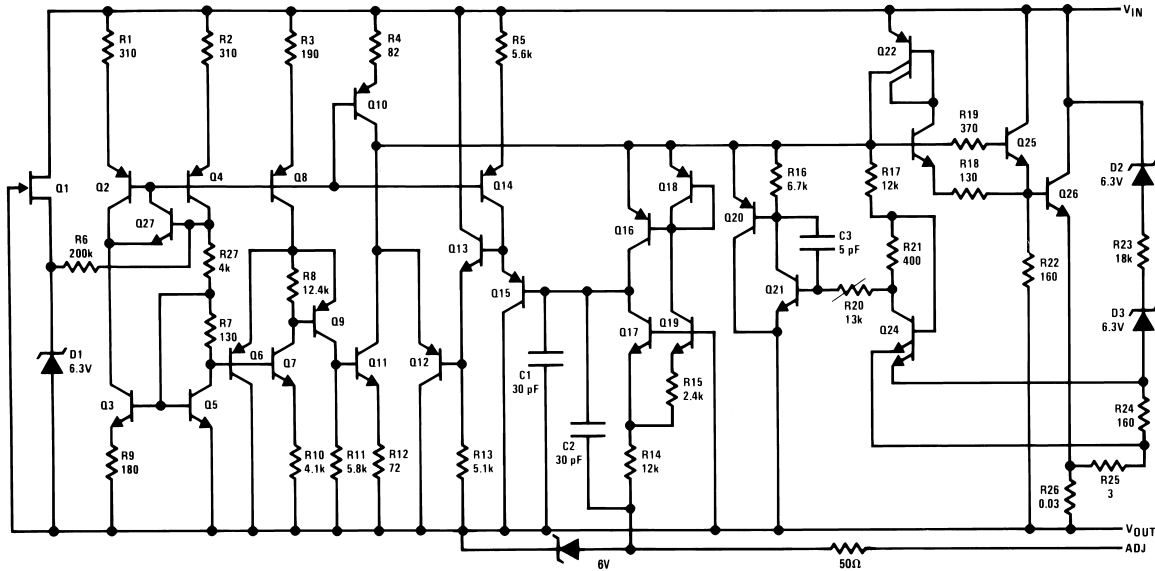 V_IN
R1
310
R2
310
R3
190
R4
82
R5
5.6k
Q22
Q10
R19
370
Q25
R18
130
D2
6.3V
Q1
Q2
Q4
Q8
Q14
Q18
R16
6.7k
R17
12k
Q26
Q27
Q16
Q20
R6
200k
R27
4k
Q13
C3
5 pF
R21
400
R23
18k
R22
160
R8
12.4k
Q15
Q21
R20
13k
R7
130
Q9
D3
6.3V
D1
6.3V
Q6
Q7
Q11
Q12
Q17
Q19
Q24
C1
30 pF
R15
2.4k
Q3
Q5
R24
160
C2
30 pF
R9
180
R10
4.1k
R11
5.8k
R12
72
R13
5.1k
R14
12k
R25
3
R26
0.03
V_OUT
6V
50Ω
ADJ